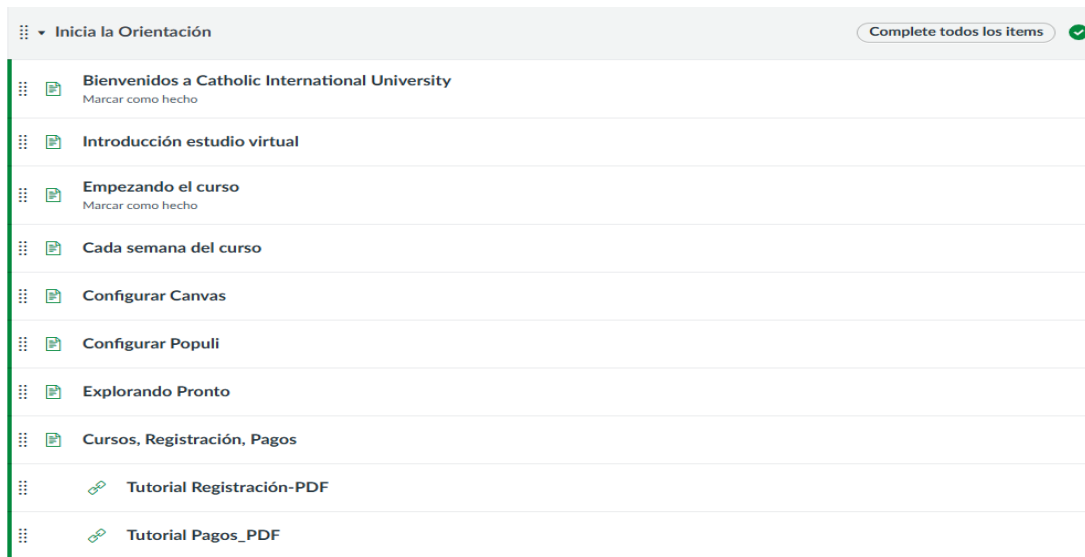 Inicia la Orientación
Complete todos los items
Bienvenidos a Catholic International University
Marcar como hecho
Introducción estudio virtual
Empezando el curso
Marcar como hecho
Cada semana del curso
Configurar Canvas
Configurar Populi
Explorando Pronto
Cursos, Registración, Pagos
Tutorial Registración-PDF
Tutorial Pagos_PDF